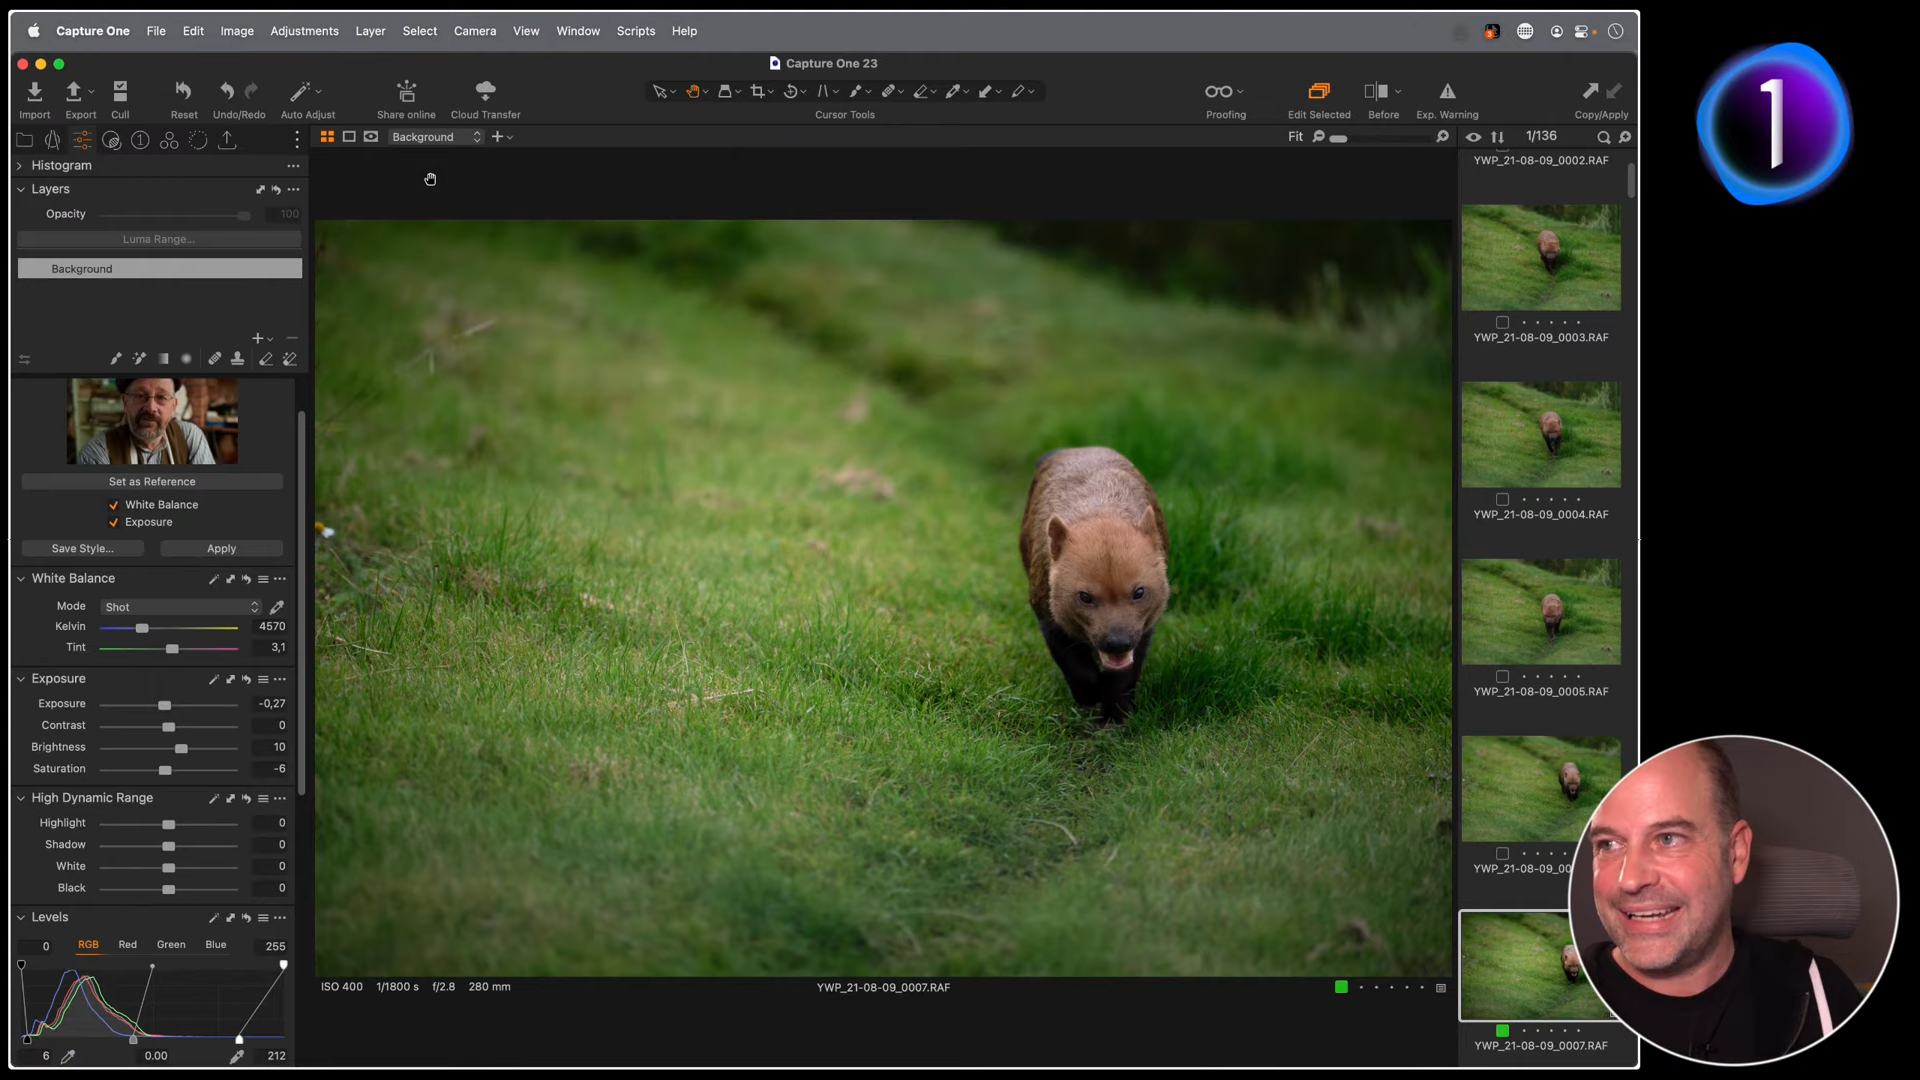 Capture One File Edit Image Adjustments Layer Select Camera View Window Scripts Help
3
Capture One 23
1
Import Export Cull Reset Undo/Redo Auto Adjust Share online Cloud Transfer Cursor Tools Proofing Edit Selected Before Exp. Warning Copy/Apply
Background
Fit
1/136
Histogram
Layers
Opacity 100
Luma Range...
Background
Set as Reference
White Balance
Exposure
Save Style... Apply
White Balance
Mode Shot
Kelvin 4570
Tint 3,1
Exposure
Exposure -0,27
Contrast 0
Brightness 10
Saturation -6
High Dynamic Range
Highlight 0
Shadow 0
White 0
Black 0
Levels
0 RGB Red Green Blue 255
6 0.00 212
ISO 400 1/1800 s f/2.8 280 mm
YWP_21-08-09_0007.RAF
YWP_21-08-09_0002.RAF
YWP_21-08-09_0003.RAF
YWP_21-08-09_0004.RAF
YWP_21-08-09_0005.RAF
YWP_21-08-09_00
YWP_21-08-09_0007.RAF